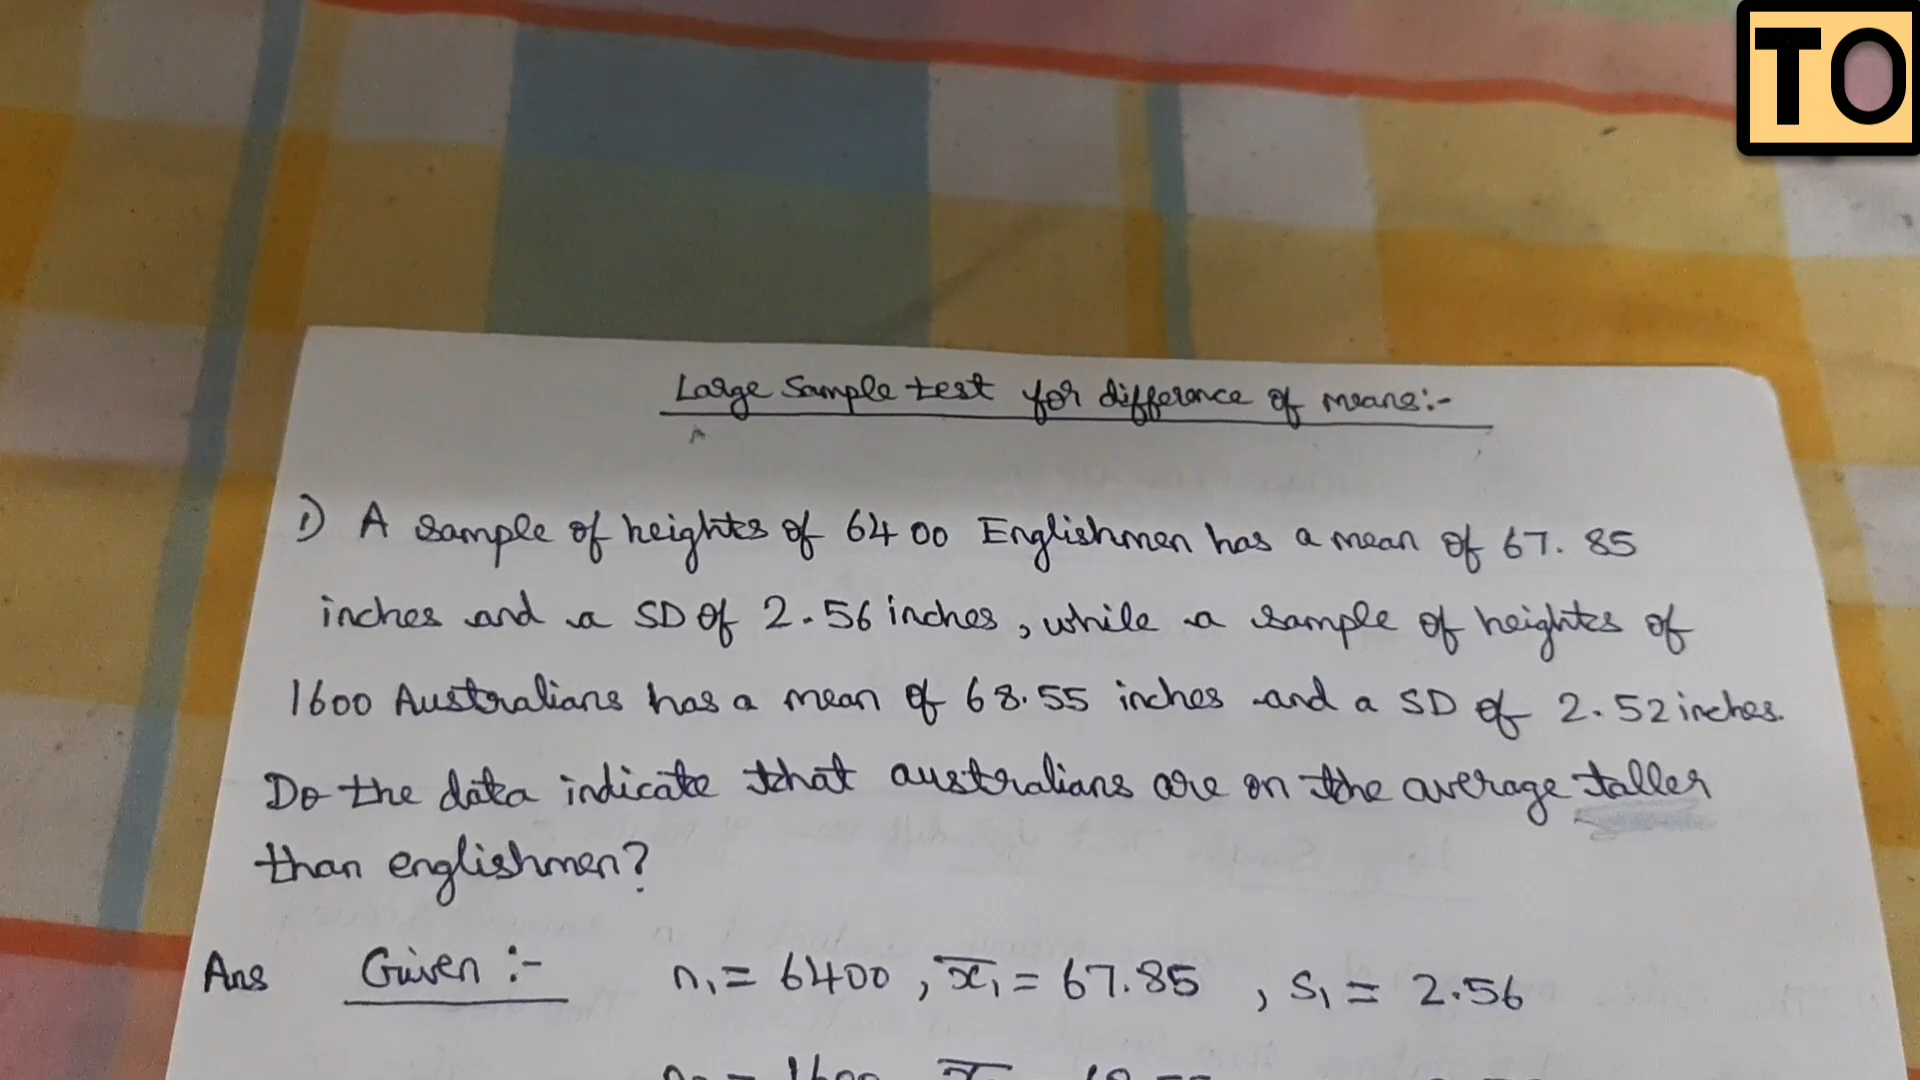 TO
Large Sample test for difference of means:-
1) A sample of heights of 6400 Englishmen has a mean of 67.85
inches and a SD of 2.56 inches, while a sample of heights of
1600 Australians has a mean of 68.55 inches and a SD of 2.52 inches.
Do the data indicate that australians are on the average taller
than englishmen?
Ans Given :- n₁ = 6400 , x̄₁ = 67.85 , s₁ = 2.56